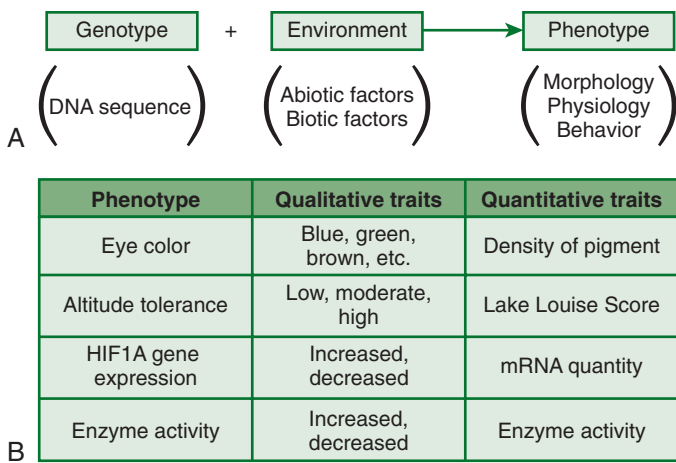 Genotype + Environment Phenotype
(DNA sequence) (Abiotic factors Biotic factors) (Morphology Physiology Behavior)
A
Phenotype Qualitative traits Quantitative traits
Eye color Blue, green, brown, etc. Density of pigment
Altitude tolerance Low, moderate, high Lake Louise Score
HIF1A gene expression Increased, decreased mRNA quantity
Enzyme activity Increased, decreased Enzyme activity
B